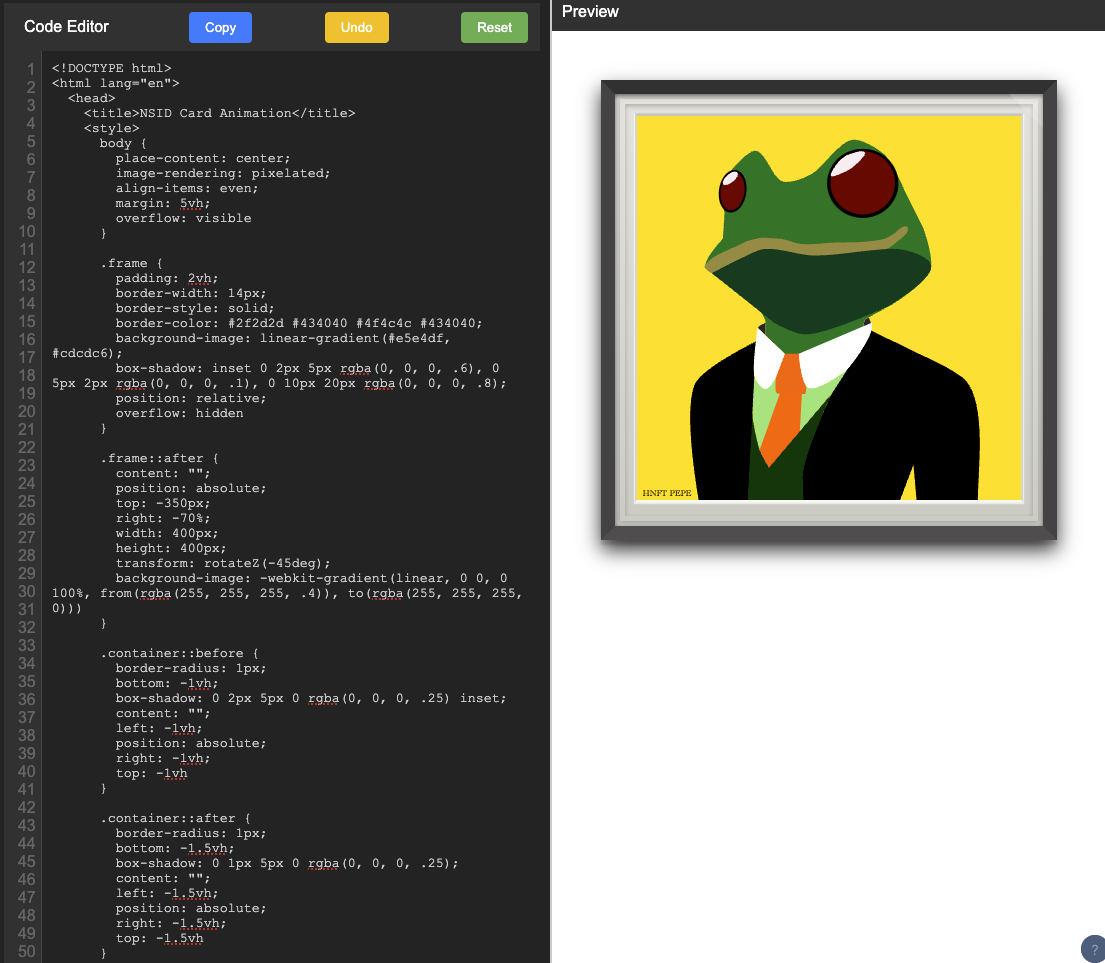 Code Editor
Copy
Undo
Reset
Preview
1
2
3
4
5
6
7
8
9
10
11
12
13
14
15
16
17
18
19
20
21
22
23
24
25
26
27
28
29
30
31
32
33
34
35
36
37
38
39
40
41
42
43
44
45
46
47
48
49
50
<!DOCTYPE html>
<html lang="en">
<head>
<title>NSID Card Animation</title>
<style>
body {
place-content: center;
image-rendering: pixelated;
align-items: even;
margin: 5vh;
overflow: visible
}
.frame {
padding: 2vh;
border-width: 14px;
border-style: solid;
border-color: #2f2d2d #434040 #4f4c4c #434040;
background-image: linear-gradient(#e5e4df,
#cdcdc6);
box-shadow: inset 0 2px 5px rgba(0, 0, 0, .6), 0
5px 2px rgba(0, 0, 0, .1), 0 10px 20px rgba(0, 0, 0, .8);
position: relative;
overflow: hidden
}
.frame::after {
content: "";
position: absolute;
top: -350px;
right: -70%;
width: 400px;
height: 400px;
transform: rotateZ(-45deg);
background-image: -webkit-gradient(linear, 0 0, 0
100%, from(rgba(255, 255, 255, .4)), to(rgba(255, 255, 255,
0)))
}
.container::before {
border-radius: 1px;
bottom: -1vh;
box-shadow: 0 2px 5px 0 rgba(0, 0, 0, .25) inset;
content: "";
left: -1vh;
position: absolute;
right: -1vh;
top: -1vh
}
.container::after {
border-radius: 1px;
bottom: -1.5vh;
box-shadow: 0 1px 5px 0 rgba(0, 0, 0, .25);
content: "";
left: -1.5vh;
position: absolute;
right: -1.5vh;
top: -1.5vh
}
HNFT PEPE
?